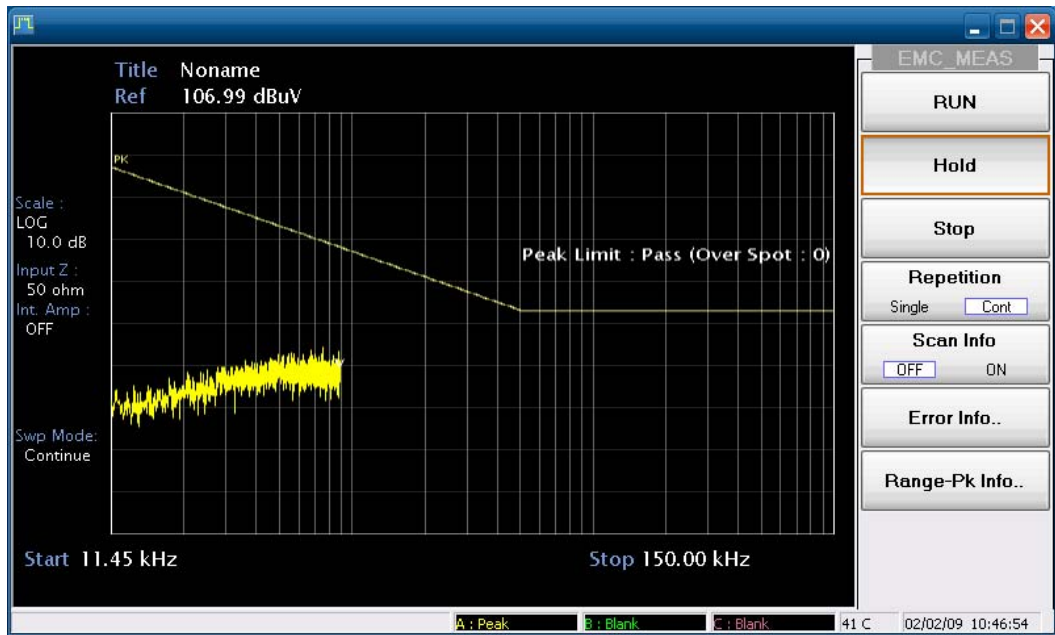 EMC_MEAS
Title Noname
Ref 106.99 dBuV
PK
Scale :
LOG
10.0 dB
Input Z :
50 ohm
Int. Amp :
OFF
Swp Mode:
Continue
Peak Limit : Pass (Over Spot : 0)
Start 11.45 kHz
Stop 150.00 kHz
RUN
Hold
Stop
Repetition
Single Cont
Scan Info
OFF ON
Error Info..
Range-Pk Info..
A : Peak
B : Blank
C : Blank
41 C
02/02/09 10:46:54